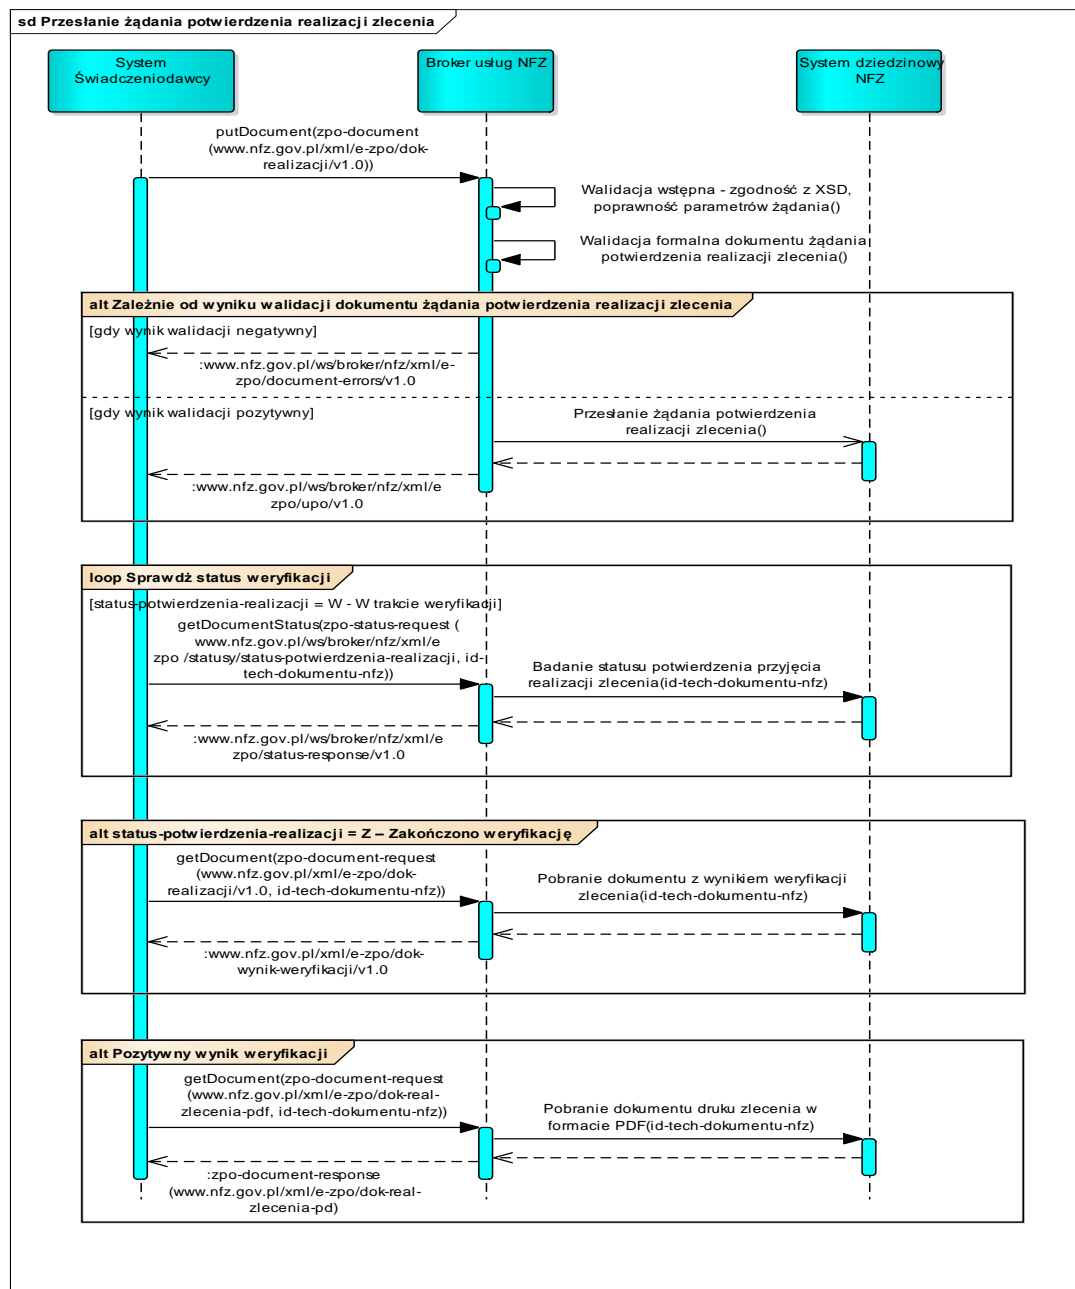 sd Przesłanie żądania potwierdzenia realizacji zlecenia
System
Świadczeniodawcy
Broker usług NFZ
System dziedzinowy
NFZ
putDocument(zpo-document
(www.nfz.gov.pl/xml/e-zpo/dok-
realizacji/v1.0))
Walidacja wstępna - zgodność z XSD,
poprawność parametrów żądania()
Walidacja formalna dokumentu żądania
potwierdzenia realizacji zlecenia()
alt Zależnie od wyniku walidacji dokumentu żądania potwierdzenia realizacji zlecenia
[gdy wynik walidacji negatywny]
:www.nfz.gov.pl/ws/broker/nfz/xml/e-
zpo/document-errors/v1.0
[gdy wynik walidacji pozytywny]
Przesłanie żądania potwierdzenia
realizacji zlecenia()
:www.nfz.gov.pl/ws/broker/nfz/xml/e
zpo/upo/v1.0
loop Sprawdź status weryfikacji
[status-potwierdzenia-realizacji = W - W trakcie weryfikacji]
getDocumentStatus(zpo-status-request (
www.nfz.gov.pl/ws/broker/nfz/xml/e
zpo /statusy/status-potwierdzenia-realizacji, id-
tech-dokumentu-nfz))
Badanie statusu potwierdzenia przyjęcia
realizacji zlecenia(id-tech-dokumentu-nfz)
:www.nfz.gov.pl/ws/broker/nfz/xml/e
zpo/status-response/v1.0
alt status-potwierdzenia-realizacji = Z – Zakończono weryfikację
getDocument(zpo-document-request
(www.nfz.gov.pl/xml/e-zpo/dok-
realizacji/v1.0, id-tech-dokumentu-nfz))
Pobranie dokumentu z wynikiem weryfikacji
zlecenia(id-tech-dokumentu-nfz)
:www.nfz.gov.pl/xml/e-zpo/dok-
wynik-weryfikacji/v1.0
alt Pozytywny wynik weryfikacji
getDocument(zpo-document-request
(www.nfz.gov.pl/xml/e-zpo/dok-real-
zlecenia-pdf, id-tech-dokumentu-nfz))
Pobranie dokumentu druku zlecenia w
formacie PDF(id-tech-dokumentu-nfz)
:zpo-document-response
(www.nfz.gov.pl/xml/e-zpo/dok-real-
zlecenia-pd)